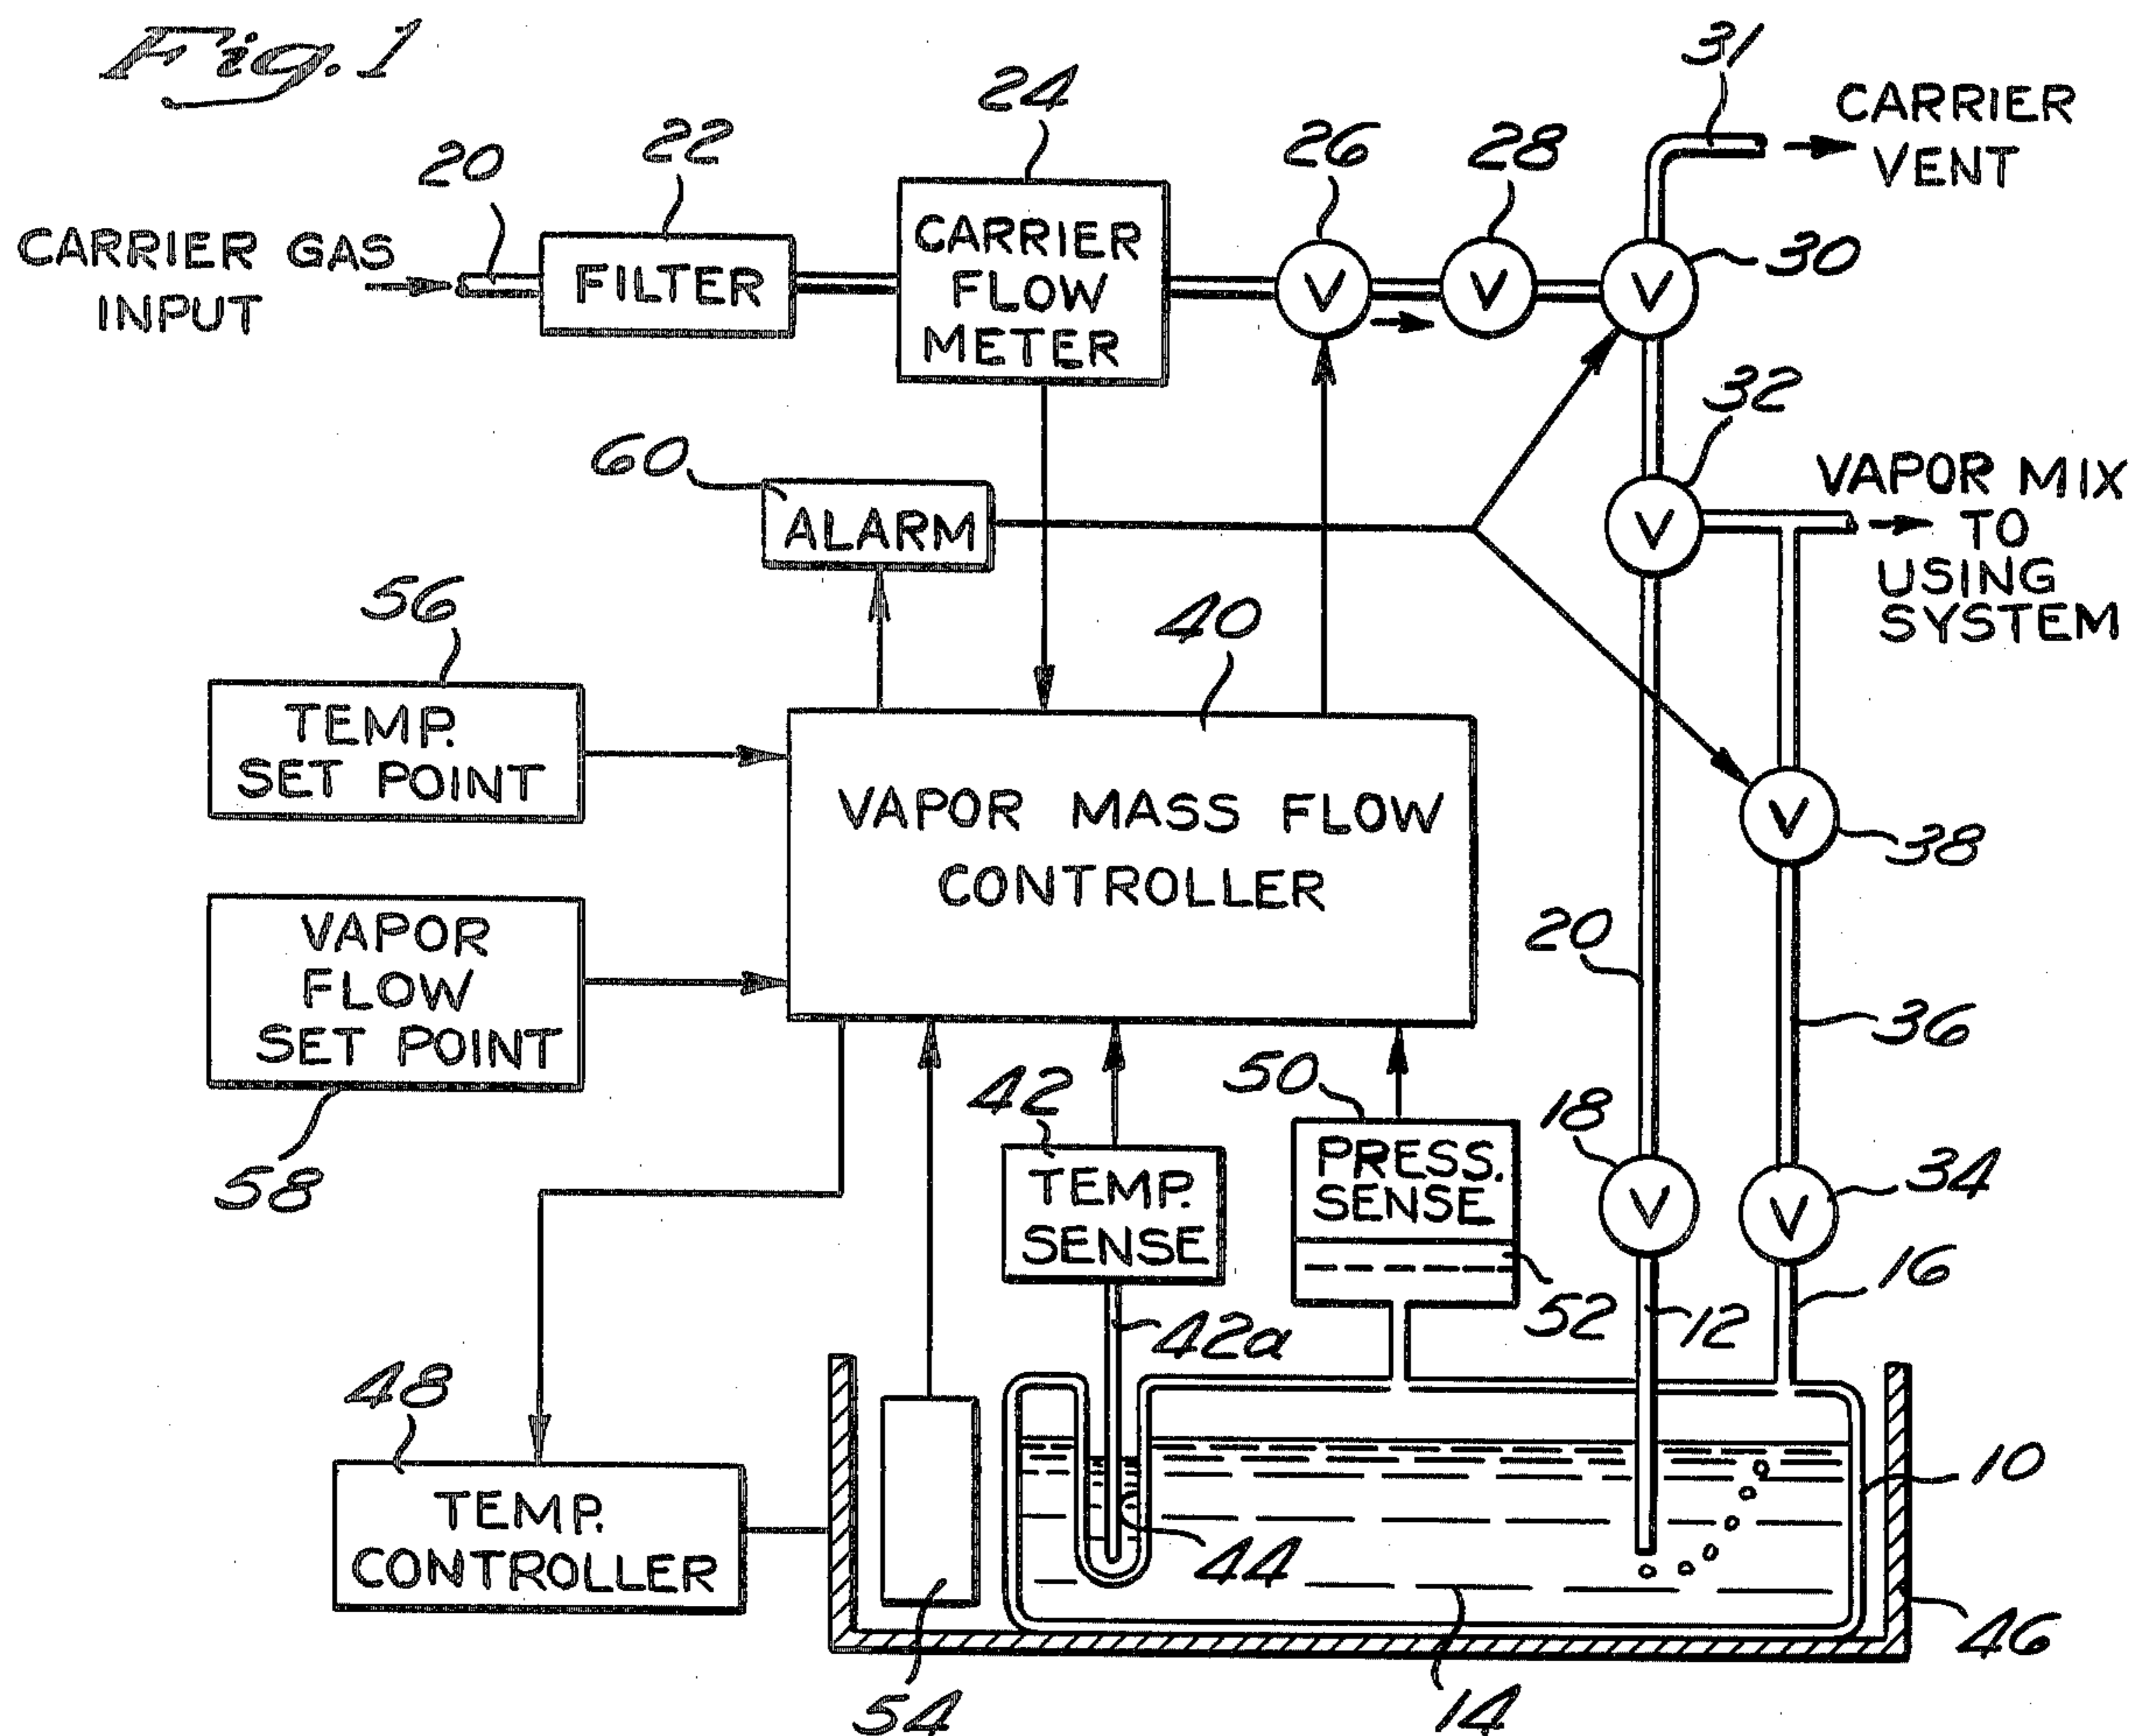 Fig. 1
31
CARRIER
VENT
24
22
20
26
28
CARRIER GAS
INPUT
FILTER
CARRIER
FLOW
METER
V
V
V
30
32
60
ALARM
V
VAPOR MIX
TO
USING
SYSTEM
56
40
TEMP.
SET POINT
VAPOR MASS FLOW
CONTROLLER
V
38
VAPOR
FLOW
SET POINT
20
36
58
42
50
18
34
TEMP.
SENSE
PRESS.
SENSE
V
V
16
52
12
42a
48
TEMP.
CONTROLLER
10
44
46
54
14